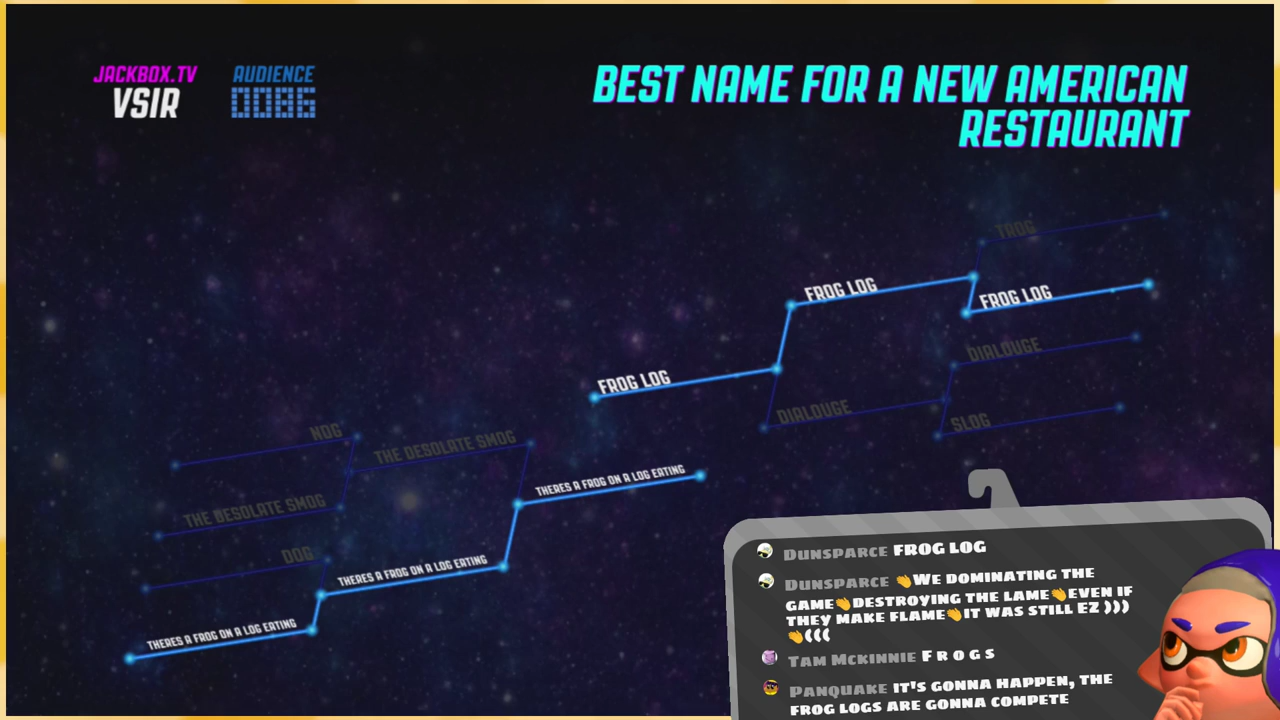 JACKBOX.TV
VSIR
AUDIENCE
0086
BEST NAME FOR A NEW AMERICAN
RESTAURANT
TROG
FROG LOG
FROG LOG
DIALOUGE
FROG LOG
DIALOUGE
SLOG
NOG
THE DESOLATE SMOG
THERES A FROG ON A LOG EATING
THE DESOLATE SMOG
DOG
THERES A FROG ON A LOG EATING
THERES A FROG ON A LOG EATING
DUNSPARCE FROG LOG
DUNSPARCE 👏WE DOMINATING THE
GAME👏DESTROYING THE LAME👏EVEN IF
THEY MAKE FLAME👏IT WAS STILL EZ )))
👏(((
TAM MCKINNIE F R O G S
PANQUAKE IT'S GONNA HAPPEN, THE
FROG LOGS ARE GONNA COMPETE